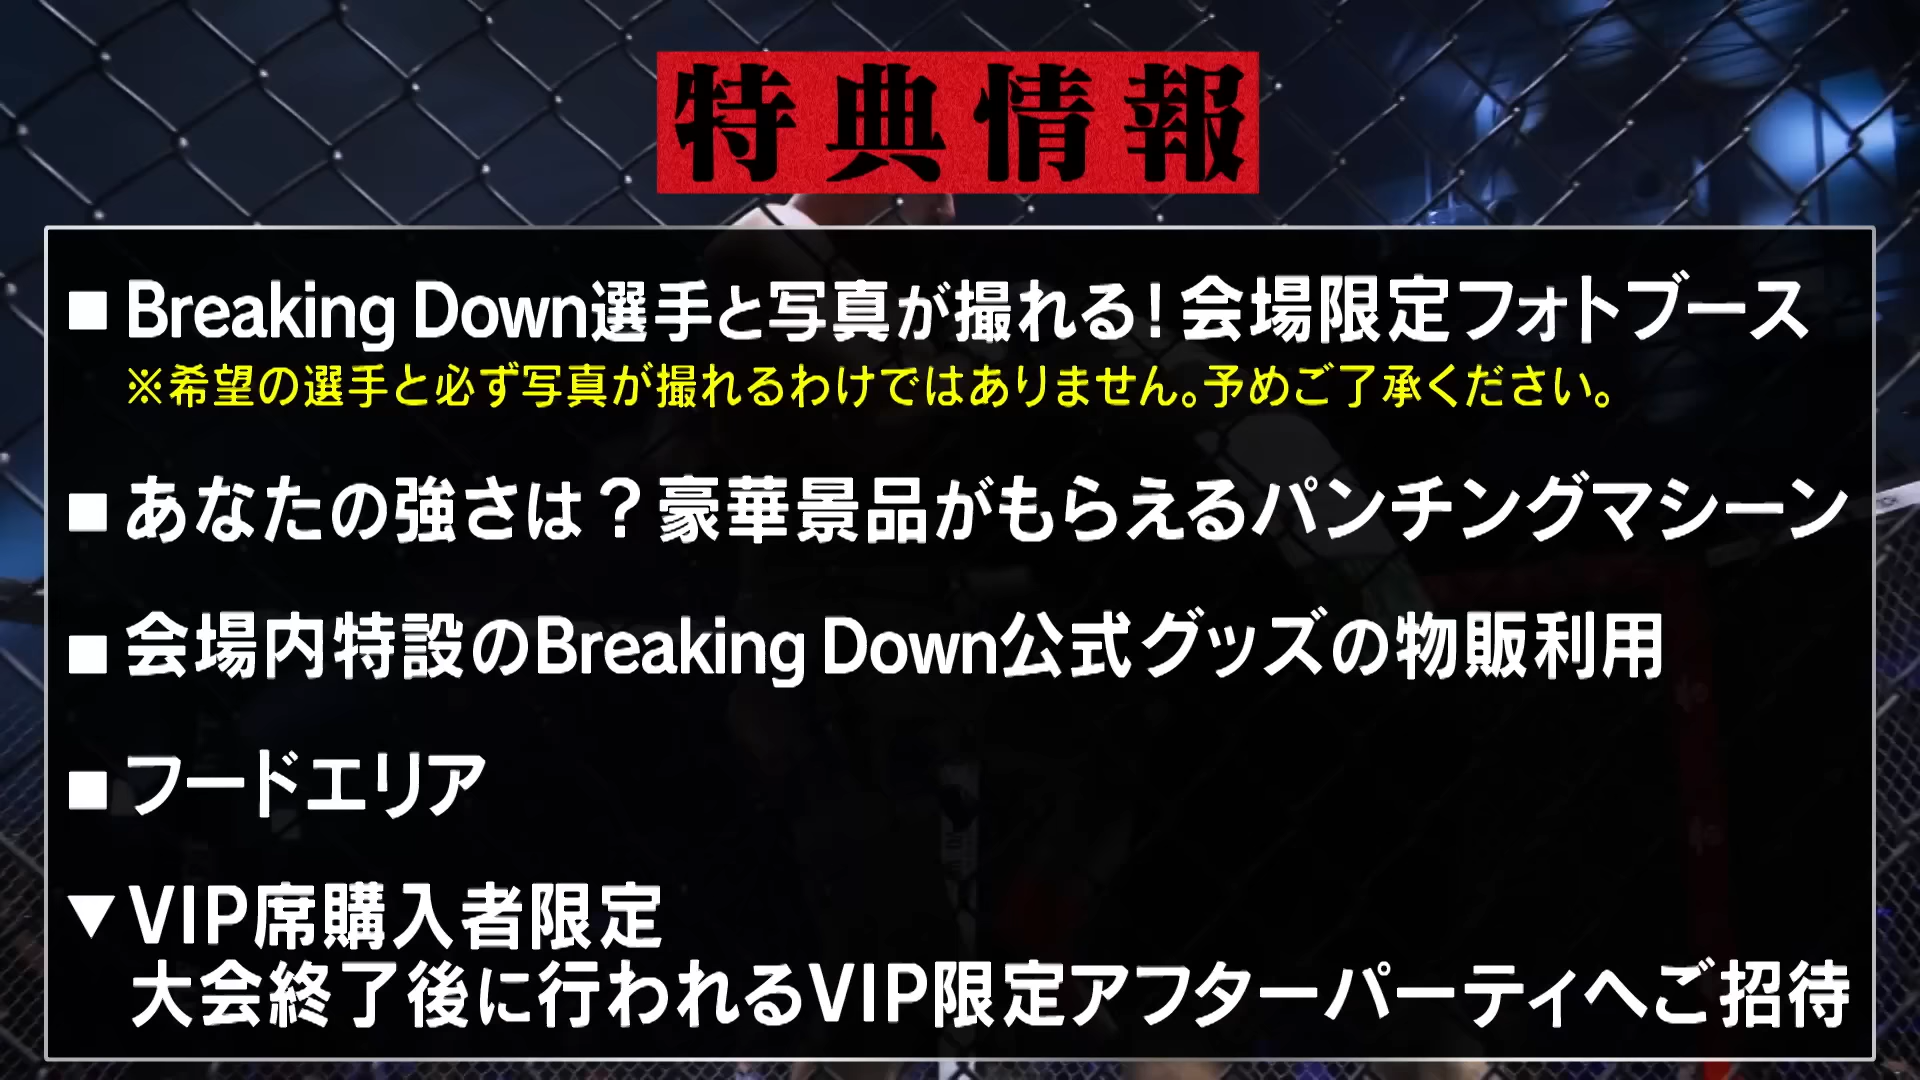 特典情報
■ Breaking Down選手と写真が撮れる！会場限定フォトブース
※希望の選手と必ず写真が撮れるわけではありません。予めご了承ください。
■ あなたの強さは？豪華景品がもらえるパンチングマシーン
■ 会場内特設のBreaking Down公式グッズの物販利用
■ フードエリア
▼ VIP席購入者限定
大会終了後に行われるVIP限定アフターパーティへご招待